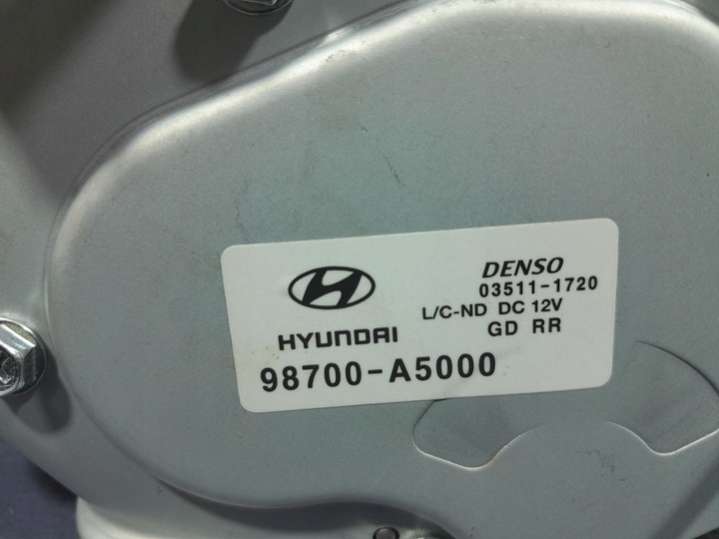 DENSO
03511-1720
L/C-ND DC 12V
GD RR
HYUNDAI
98700-A5000